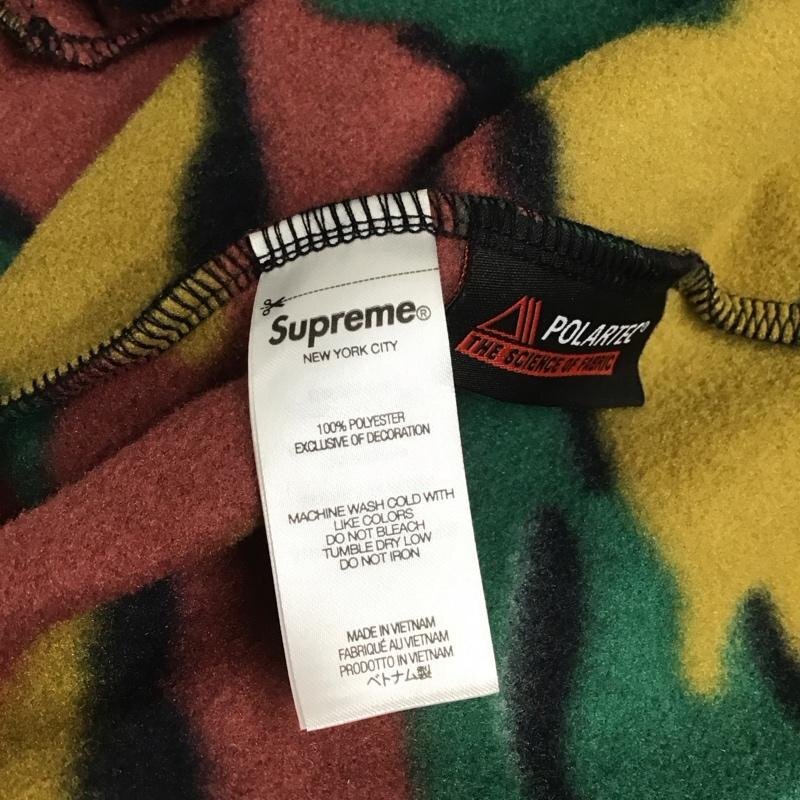 Supreme®
NEW YORK CITY
100% POLYESTER
EXCLUSIVE OF DECORATION
MACHINE WASH COLD WITH
LIKE COLORS
DO NOT BLEACH
TUMBLE DRY LOW
DO NOT IRON
MADE IN VIETNAM
FABRIQUÉ AU VIETNAM
PRODOTTO IN VIETNAM
ベトナム製
POLARTEC®
THE SCIENCE OF FABRIC